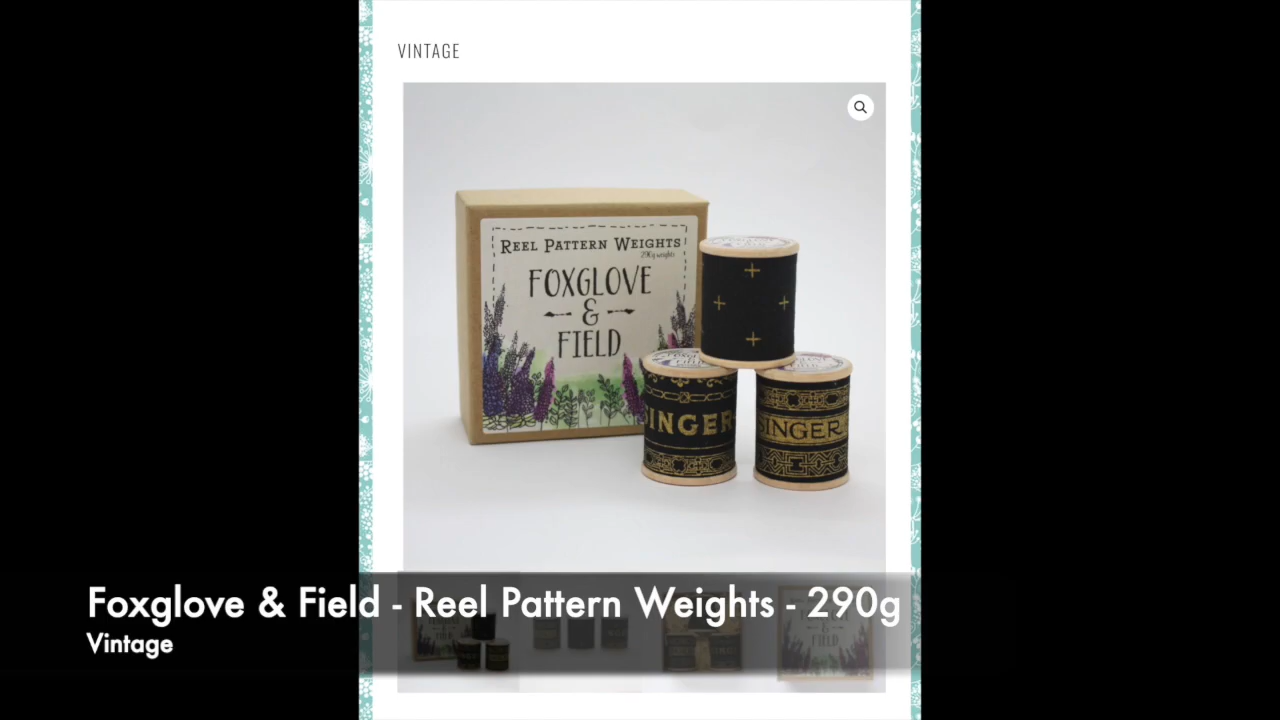 VINTAGE
REEL PATTERN WEIGHTS
290g weights
FOXGLOVE
&
FIELD
SINGER
SINGER
Foxglove & Field - Reel Pattern Weights - 290g
Vintage